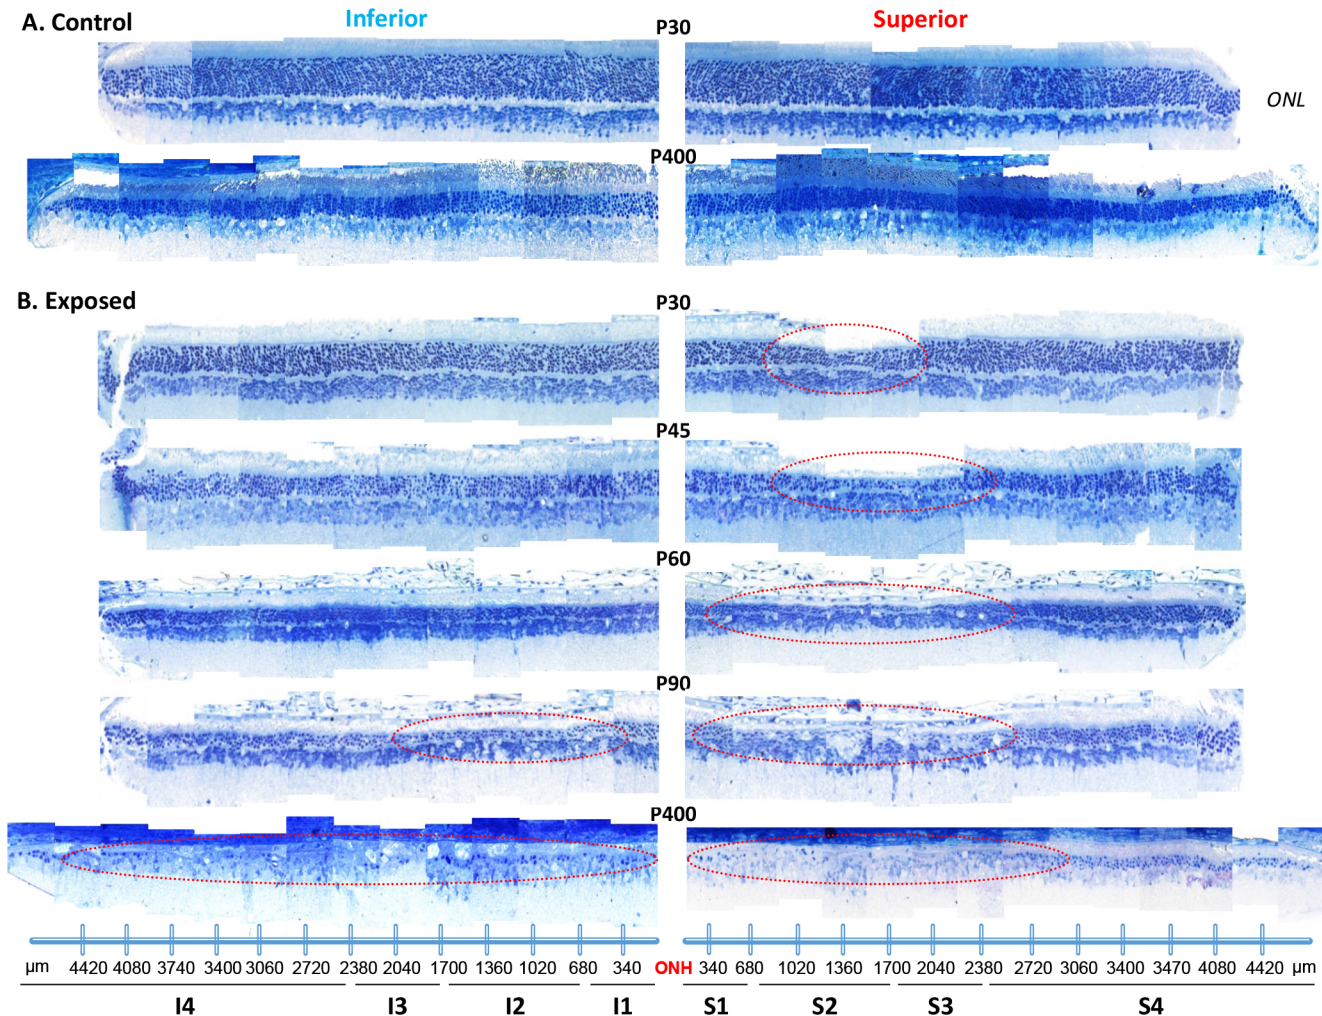 A. Control
Inferior
P30
Superior
ONL
P400
B. Exposed
P30
P45
P60
P90
P400
µm 4420 4080 3740 3400 3060 2720 2380 2040 1700 1360 1020 680 340 ONH 340 680 1020 1360 1700 2040 2380 2720 3060 3400 3470 4080 4420 µm
I4 I3 I2 I1 S1 S2 S3 S4